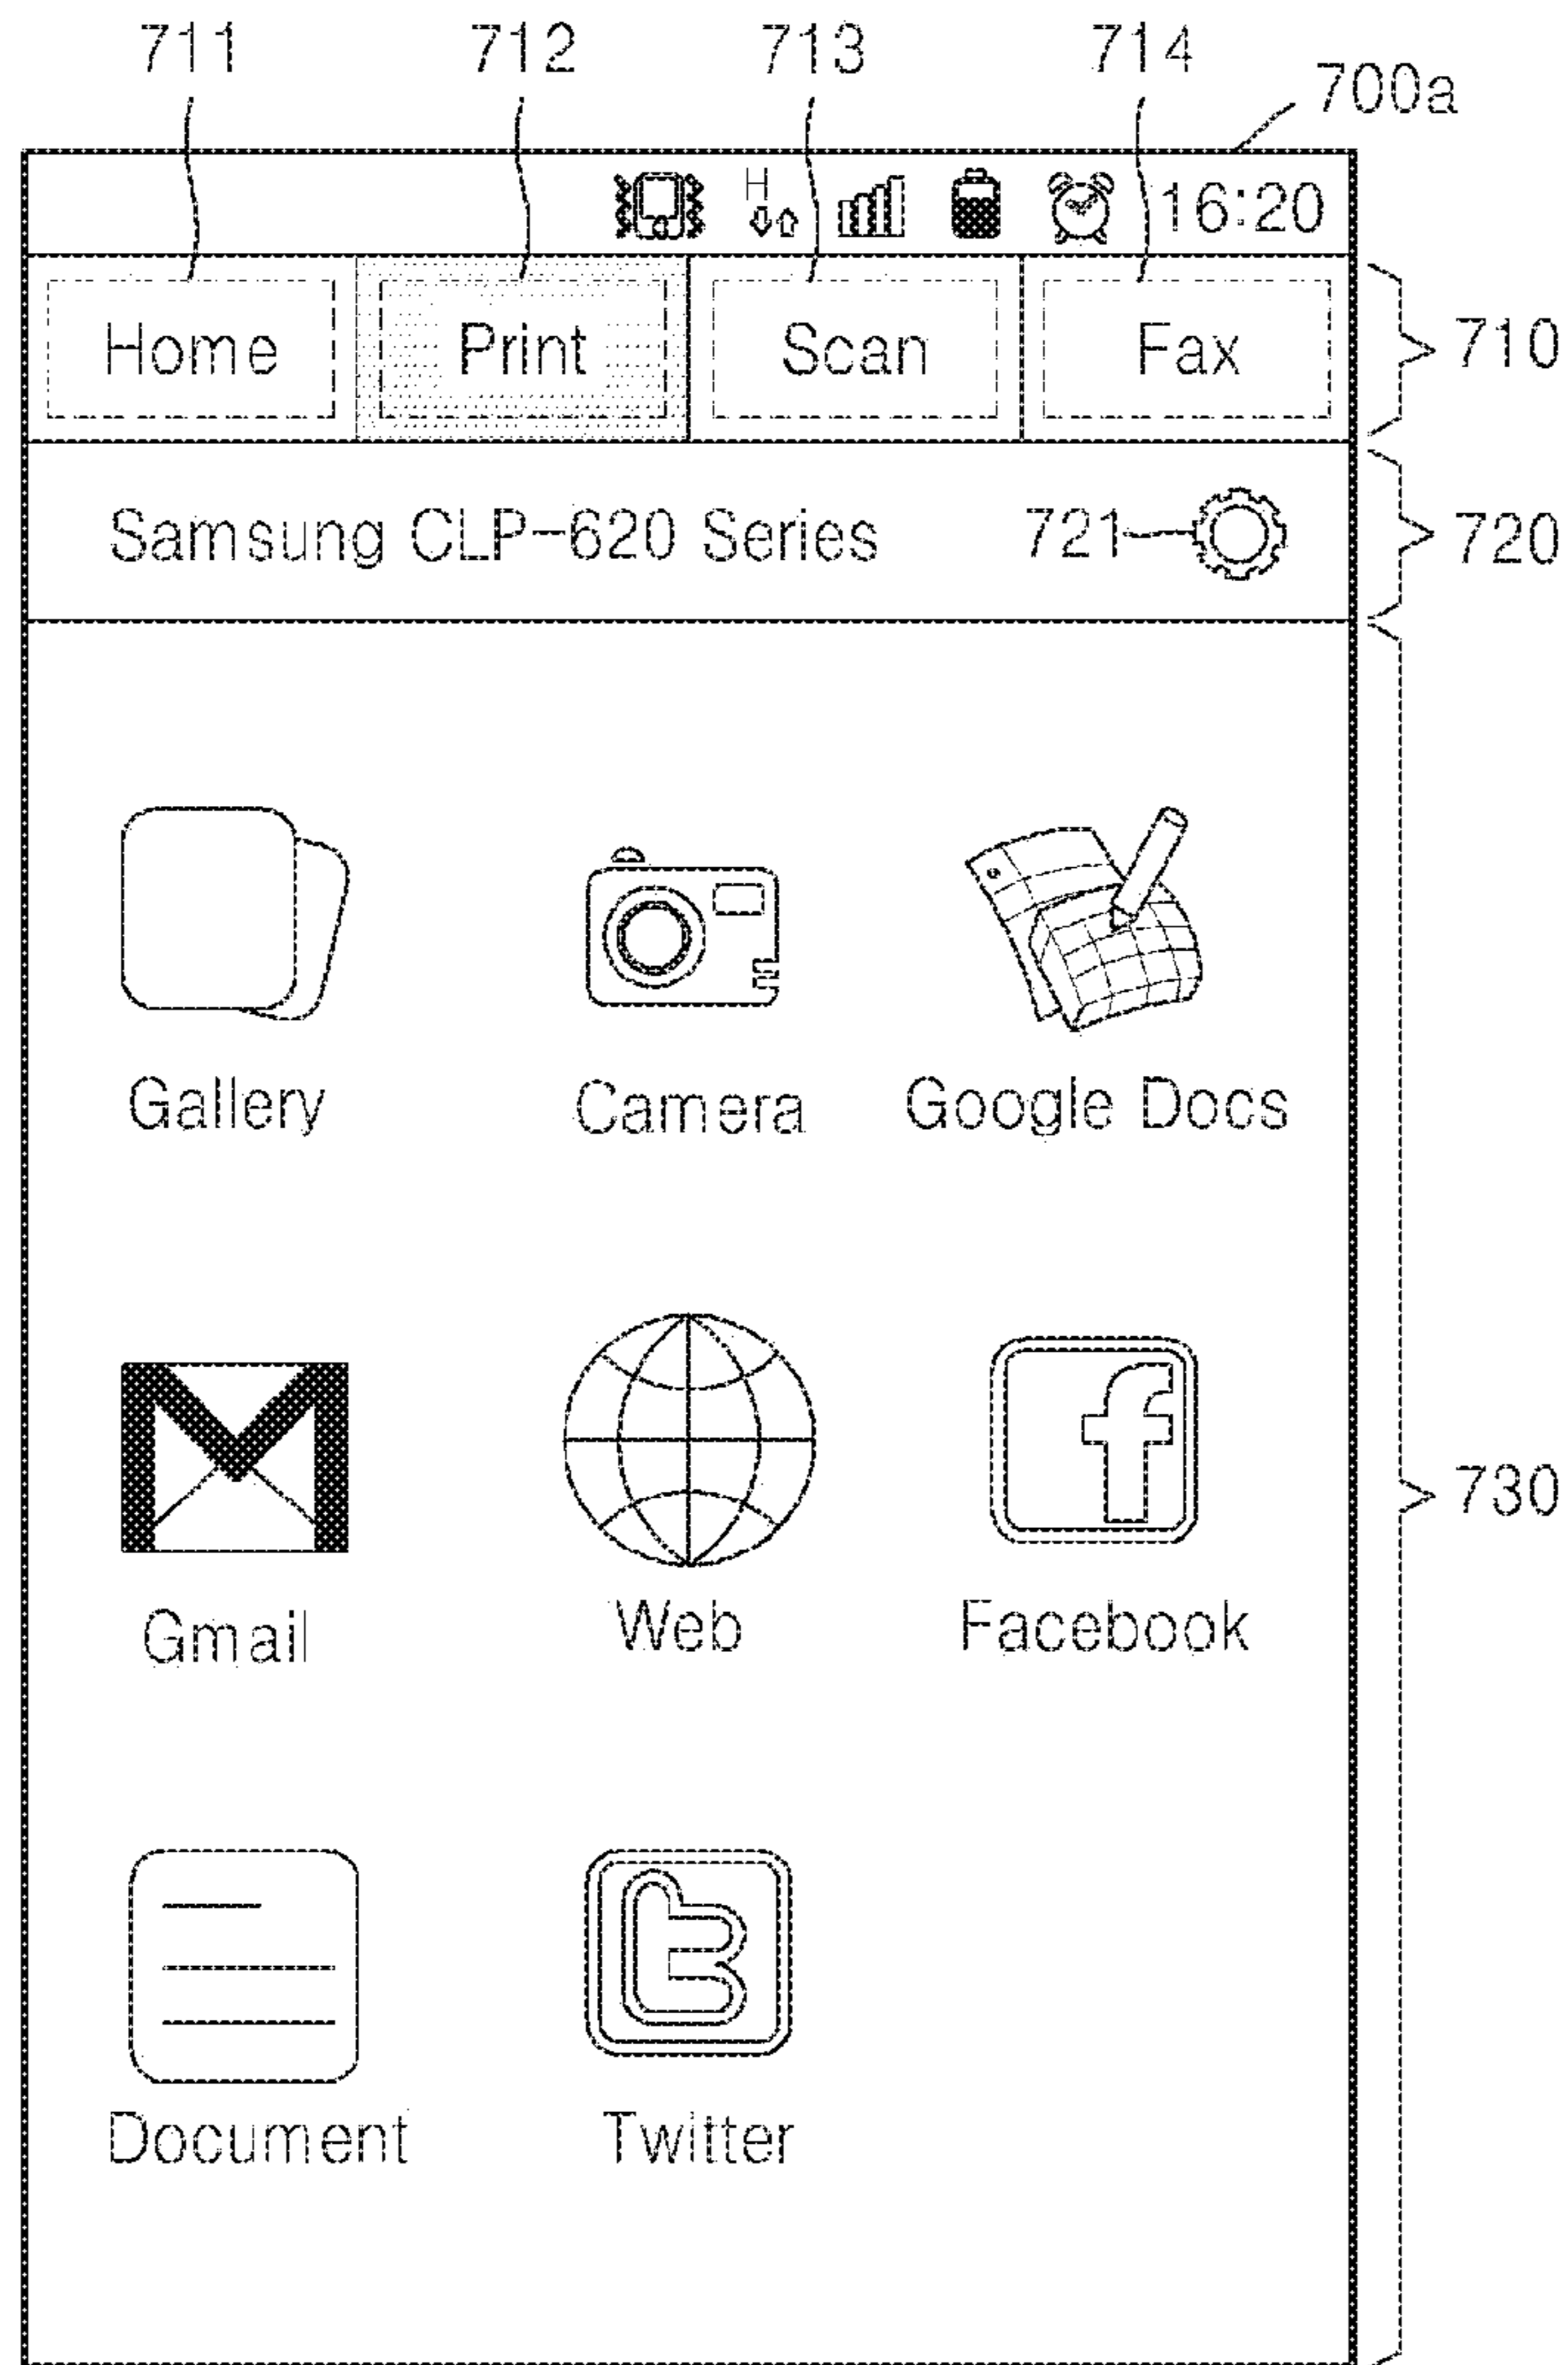 711 712 713 714
700a
H 16:20
Home Print Scan Fax 710
Samsung CLP-620 Series 721 720
Gallery Camera Google Docs
730
Gmail Web Facebook
Document Twitter